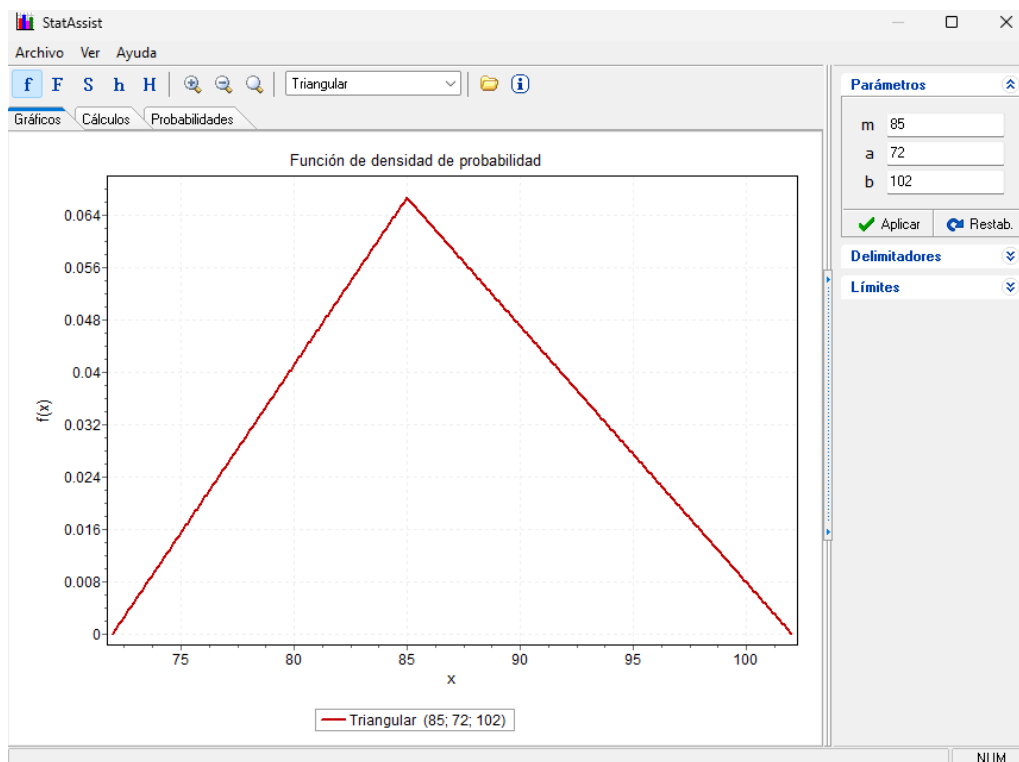 StatAssist
Archivo Ver Ayuda
f F S h H Triangular
Gráficos Cálculos Probabilidades
Función de densidad de probabilidad
0.064
0.056
0.048
0.04
0.032
0.024
0.016
0.008
0
f(x)
75 80 85 90 95 100
x
Triangular (85; 72; 102)
Parámetros
m 85
a 72
b 102
Aplicar Restab.
Delimitadores
Límites
NUM